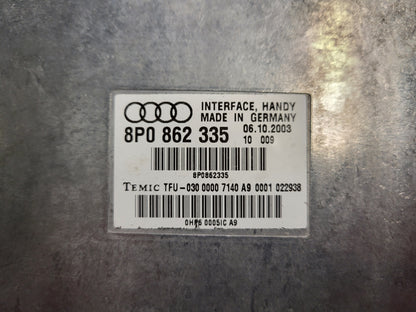 INTERFACE, HANDY
MADE IN GERMANY
8P0 862 335 06.10.2003
10 009
8P0862335
TEMIC TFU-030 0000 7140 A9 0001 022938
0HP6 0005IC A9